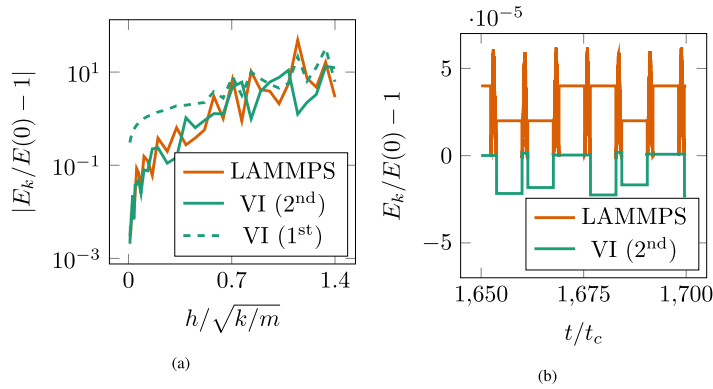 |E_k/E(0) − 1|
10^1
10^{−1}
10^{−3}
LAMMPS
VI (2^{nd})
VI (1^{st})
0
0.7
1.4
h/√k/m
(a)
·10^{−5}
E_k/E(0) − 1
5
0
−5
LAMMPS
VI (2^{nd})
1,650
1,675
1,700
t/t_c
(b)